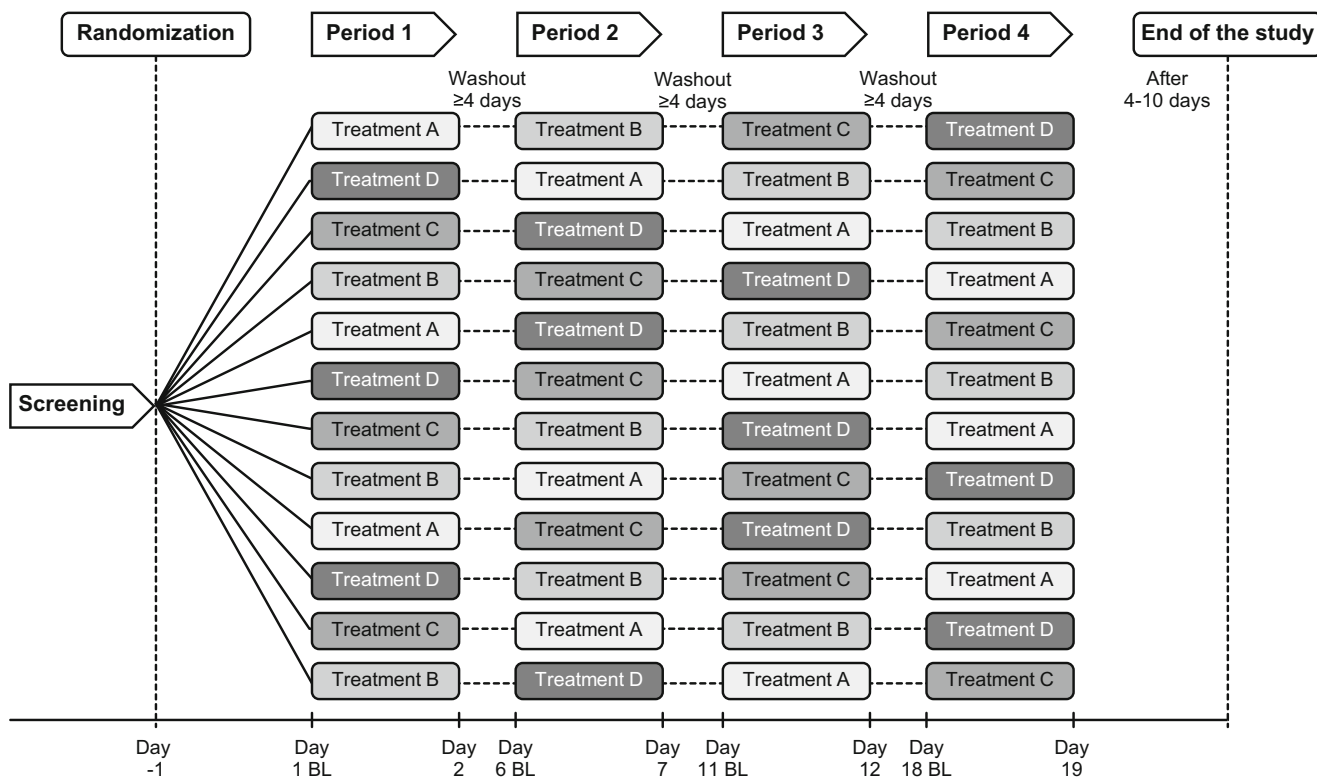 Randomization
Period 1
Period 2
Period 3
Period 4
End of the study
Washout
≥4 days
Washout
≥4 days
Washout
≥4 days
After
4-10 days
Treatment A
Treatment B
Treatment C
Treatment D
Treatment D
Treatment A
Treatment B
Treatment C
Treatment C
Treatment D
Treatment A
Treatment B
Treatment B
Treatment C
Treatment D
Treatment A
Treatment A
Treatment D
Treatment B
Treatment C
Treatment D
Treatment C
Treatment A
Treatment B
Screening
Treatment C
Treatment B
Treatment D
Treatment A
Treatment B
Treatment A
Treatment C
Treatment D
Treatment A
Treatment C
Treatment D
Treatment B
Treatment D
Treatment B
Treatment C
Treatment A
Treatment C
Treatment A
Treatment B
Treatment D
Treatment B
Treatment D
Treatment A
Treatment C
Day
-1
Day
1 BL
Day
2
Day
6 BL
Day
7
Day
11 BL
Day
12
Day
18 BL
Day
19